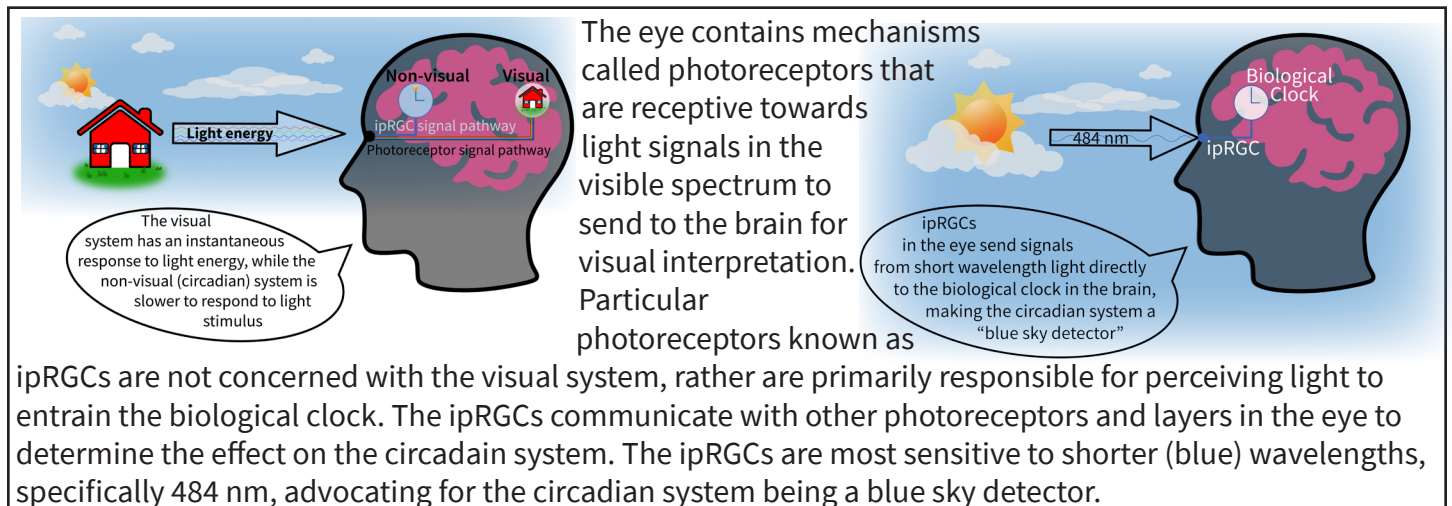 Non-visual
Visual
Light energy
ipRGC signal pathway
Photoreceptor signal pathway
The visual
system has an instantaneous
response to light energy, while the
non-visual (circadian) system is
slower to respond to light
stimulus
The eye contains mechanisms
called photoreceptors that
are receptive towards
light signals in the
visible spectrum to
send to the brain for
visual interpretation.
Particular
photoreceptors known as
Biological
Clock
484 nm
ipRGC
ipRGCs
in the eye send signals
from short wavelength light directly
to the biological clock in the brain,
making the circadian system a
“blue sky detector”
ipRGCs are not concerned with the visual system, rather are primarily responsible for perceiving light to
entrain the biological clock. The ipRGCs communicate with other photoreceptors and layers in the eye to
determine the effect on the circadain system. The ipRGCs are most sensitive to shorter (blue) wavelengths,
specifically 484 nm, advocating for the circadian system being a blue sky detector.